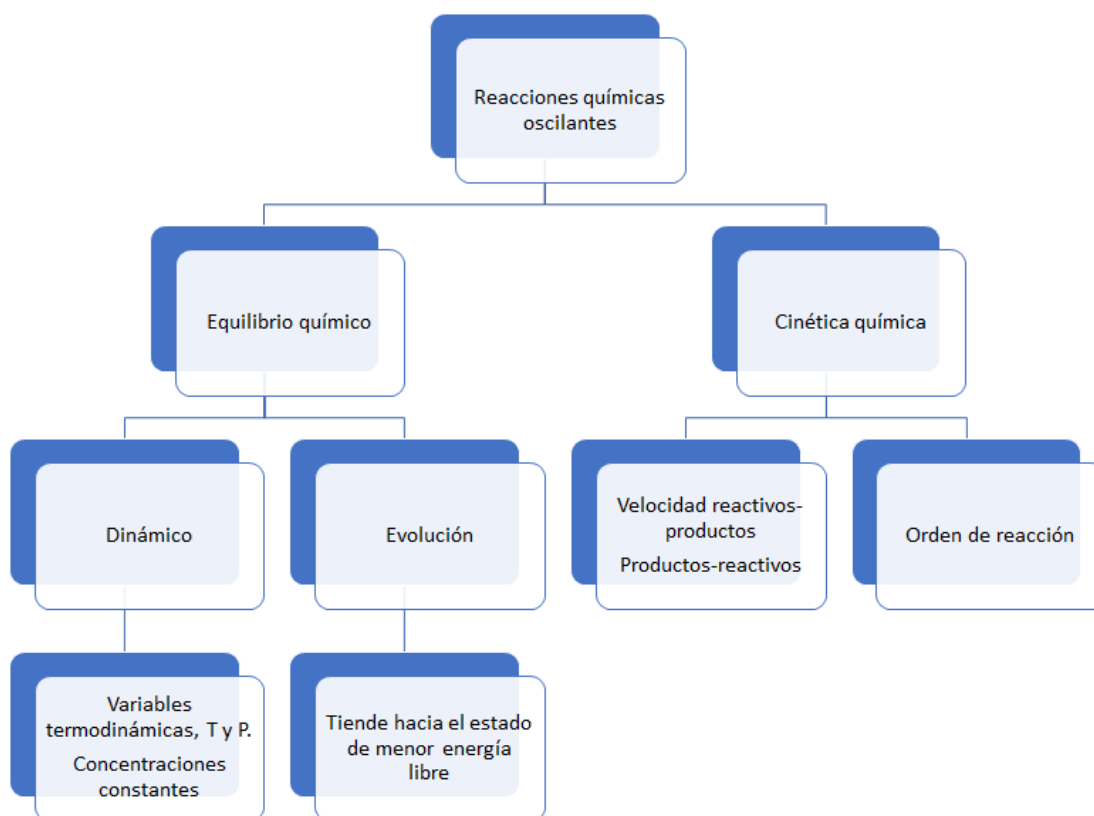 Reacciones químicas
oscilantes
Equilibrio químico
Cinética química
Dinámico
Evolución
Velocidad reactivos-
productos
Productos-reactivos
Orden de reacción
Variables
termodinámicas, T y P.
Concentraciones
constantes
Tiende hacia el estado
de menor energía
libre